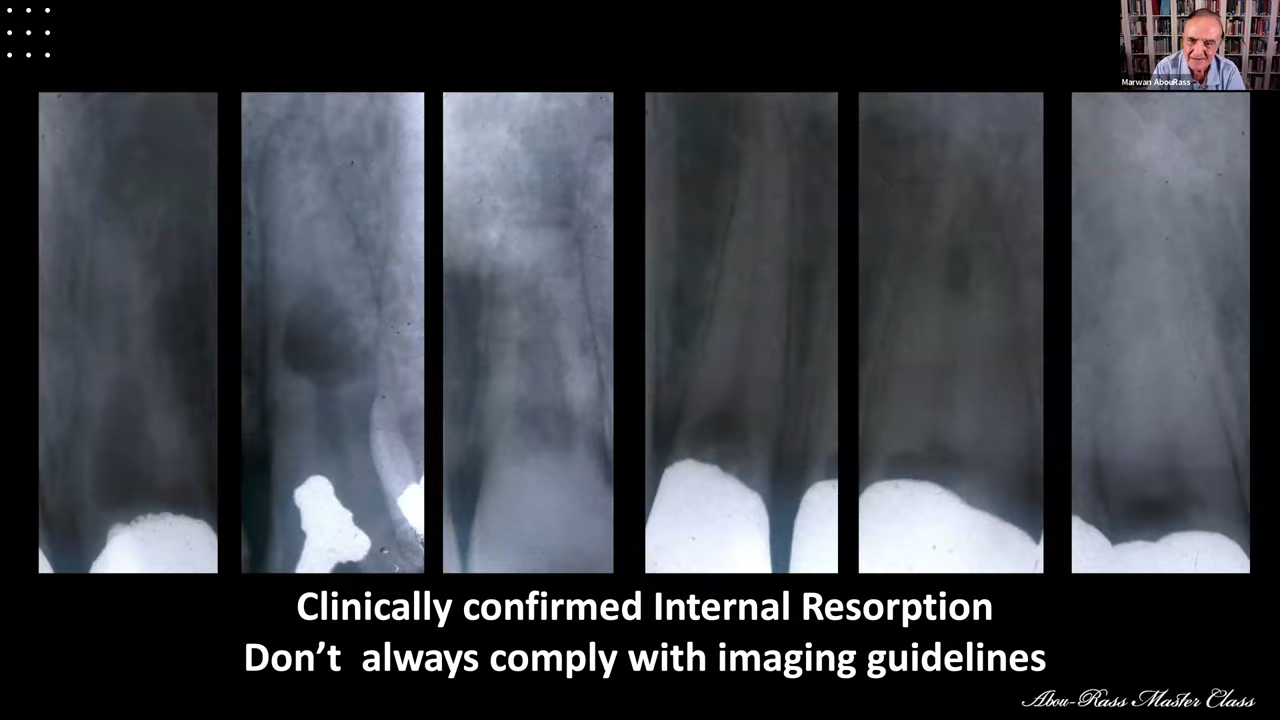 Marwan AbouRass
Clinically confirmed Internal Resorption
Don’t always comply with imaging guidelines
Abou-Rass Master Class